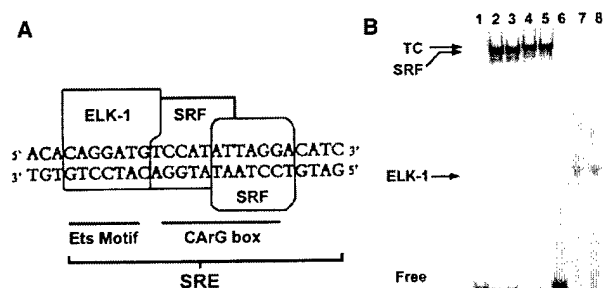 A
ELK-1
SRF
5' ACACAGGATGTCCATATTAGGACATC 3'
3' TGTGTCCTACAGGTATAATCCTGTAG 5'
SRF
Ets Motif
CArG box
SRE
B
1 2 3 4 5 6 7 8
TC
SRF
ELK-1
Free